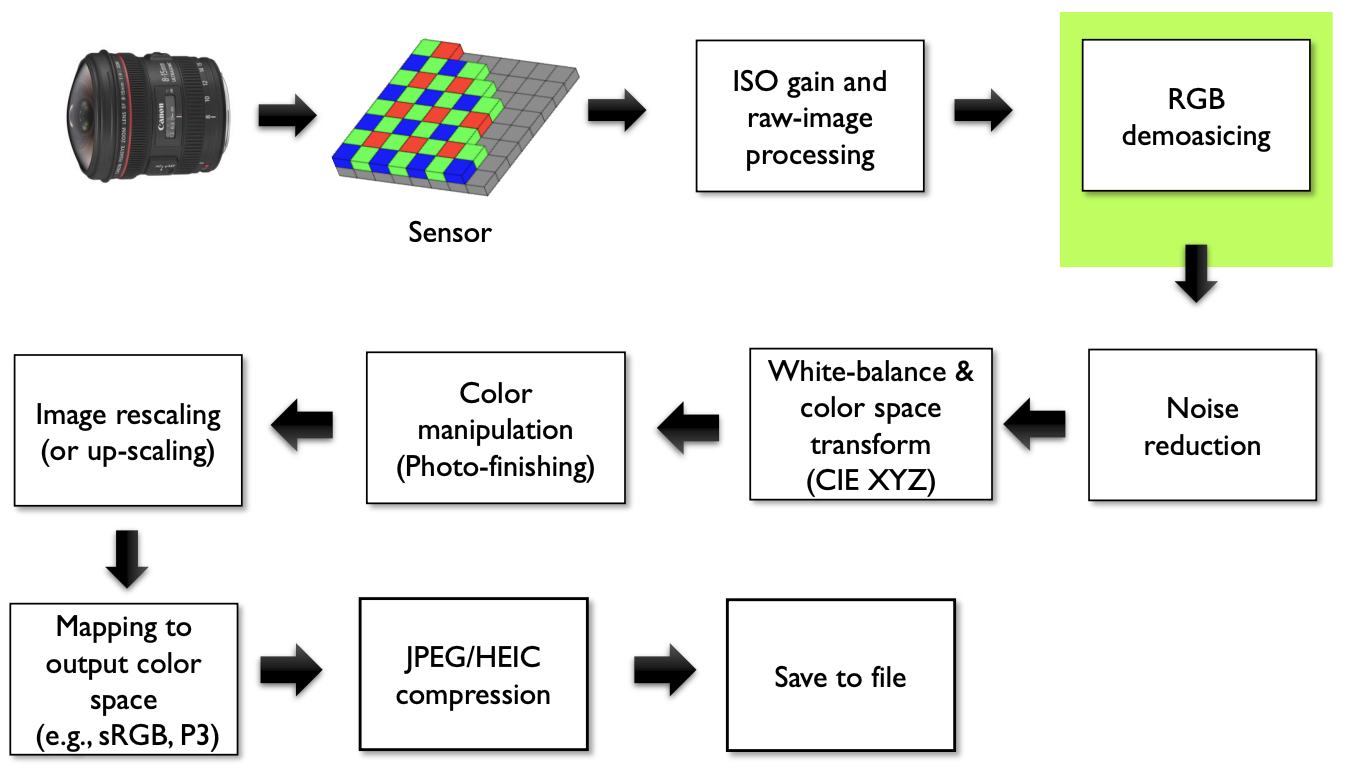 Canon
Sensor
ISO gain and
raw-image
processing
RGB
demoasicing
Noise
reduction
White-balance &
color space
transform
(CIE XYZ)
Color
manipulation
(Photo-finishing)
Image rescaling
(or up-scaling)
Mapping to
output color
space
(e.g., sRGB, P3)
JPEG/HEIC
compression
Save to file